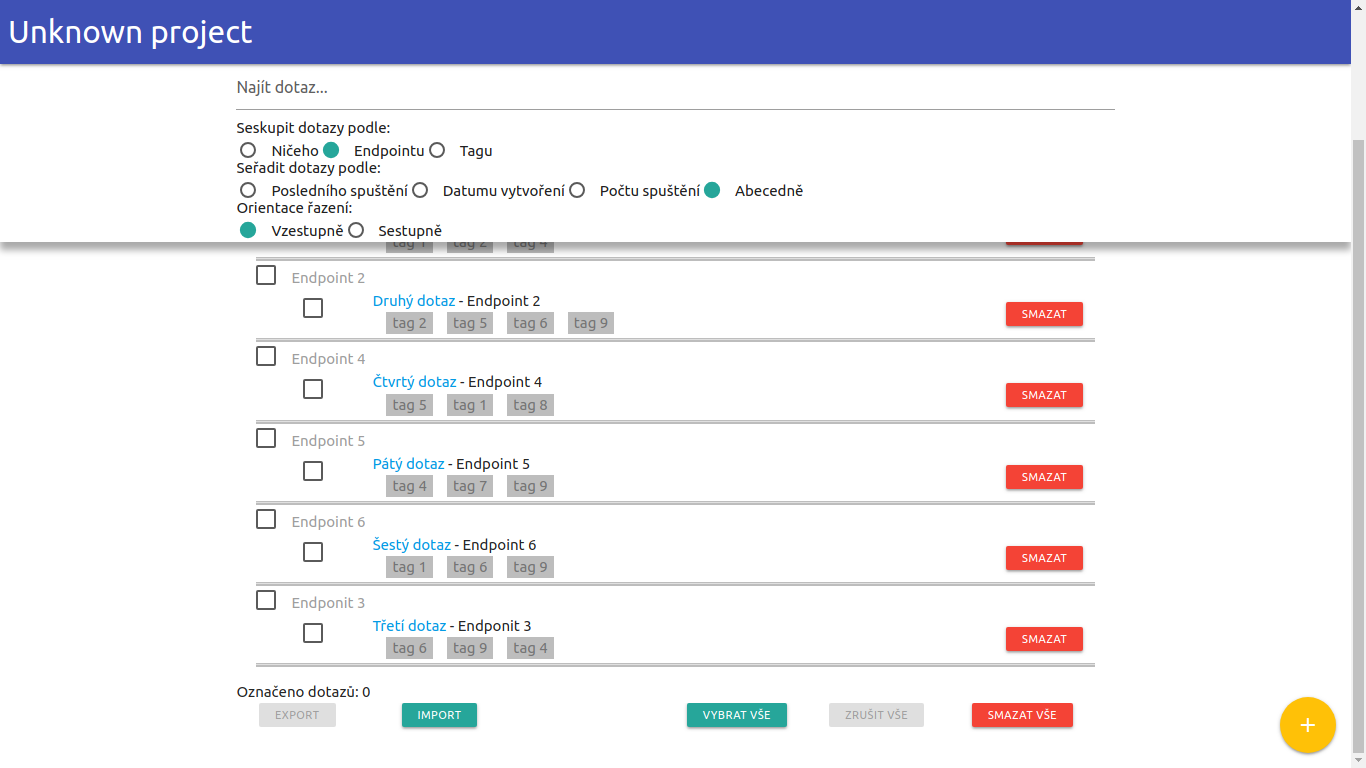 Unknown project
Najít dotaz...
Seskupit dotazy podle:
Ničeho Endpointu Tagu
Seřadit dotazy podle:
Posledního spuštění Datumu vytvoření Počtu spuštění Abecedně
Orientace řazení:
Vzestupně Sestupně
tag 1 tag 2 tag 4
Endpoint 2
Druhý dotaz - Endpoint 2
tag 2 tag 5 tag 6 tag 9
SMAZAT
Endpoint 4
Čtvrtý dotaz - Endpoint 4
tag 5 tag 1 tag 8
SMAZAT
Endpoint 5
Pátý dotaz - Endpoint 5
tag 4 tag 7 tag 9
SMAZAT
Endpoint 6
Šestý dotaz - Endpoint 6
tag 1 tag 6 tag 9
SMAZAT
Endponit 3
Třetí dotaz - Endponit 3
tag 6 tag 9 tag 4
SMAZAT
Označeno dotazů: 0
EXPORT IMPORT VYBRAT VŠE ZRUŠIT VŠE SMAZAT VŠE
+